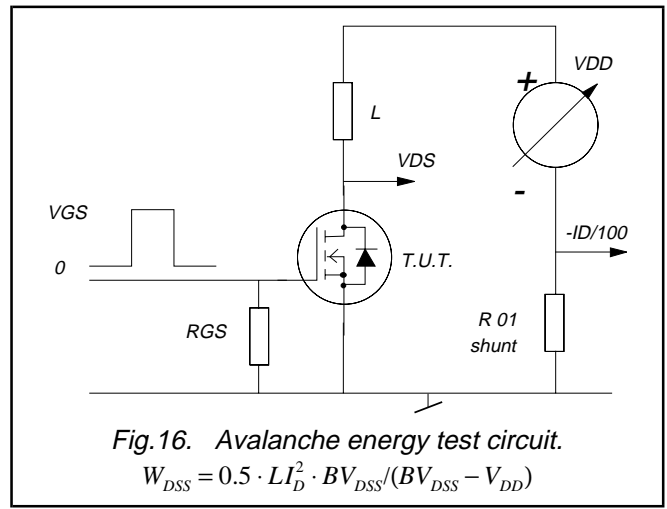 +
VDD
L
VDS
-
VGS
-ID/100
0
T.U.T.
RGS
R 01
shunt
Fig.16. Avalanche energy test circuit.
W_DSS = 0.5 · LI_D^2 · BV_DSS/(BV_DSS − V_DD)